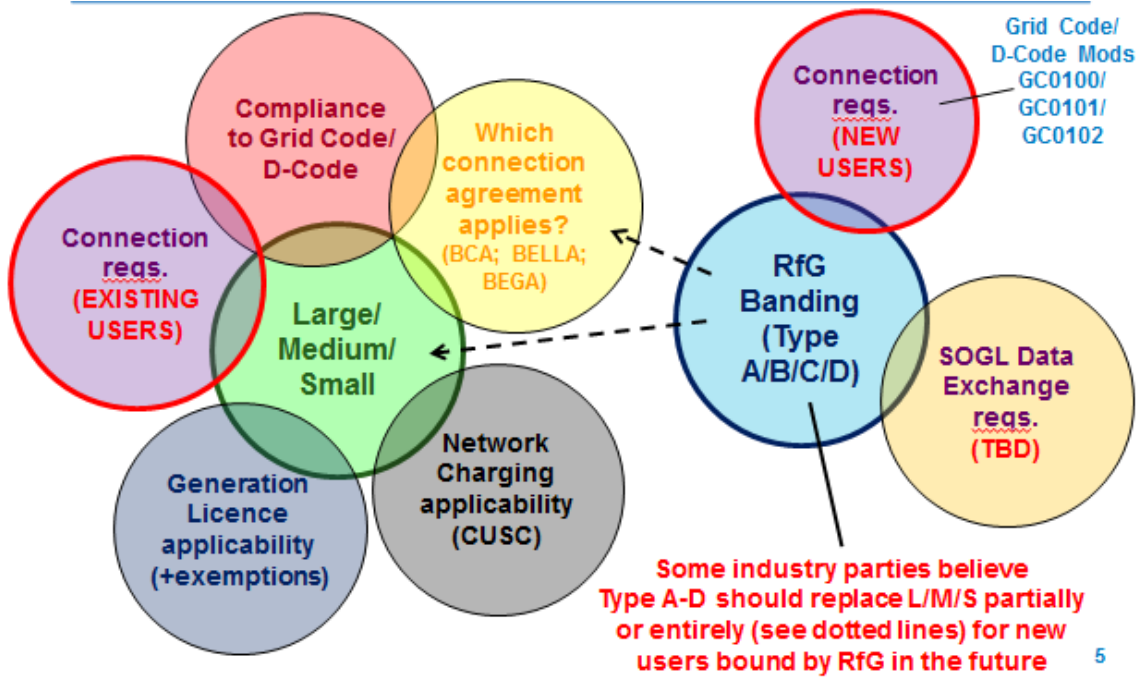 Compliance
to Grid Code/
D-Code
Which
connection
agreement
applies?
(BCA; BELLA;
BEGA)
Connection
reqs.
(EXISTING
USERS)
Large/
Medium/
Small
Generation
Licence
applicability
(+exemptions)
Network
Charging
applicability
(CUSC)
Connection
reqs.
(NEW
USERS)
Grid Code/
D-Code Mods
GC0100/
GC0101/
GC0102
RfG
Banding
(Type
A/B/C/D)
SOGL Data
Exchange
reqs.
(TBD)
Some industry parties believe
Type A-D should replace L/M/S partially
or entirely (see dotted lines) for new
users bound by RfG in the future
5